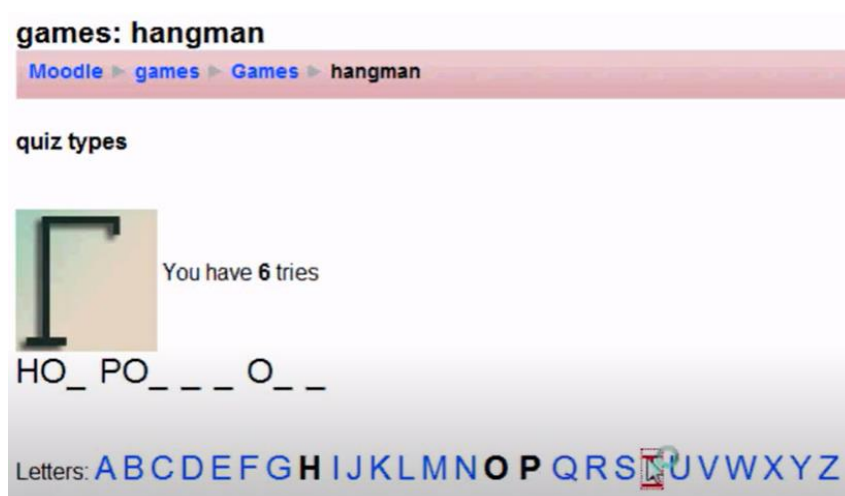 games: hangman
Moodle ► games ► Games ► hangman
quiz types
You have 6 tries
HO_ PO_ _ _ O_ _
Letters: A B C D E F G H I J K L M N O P Q R S T U V W X Y Z